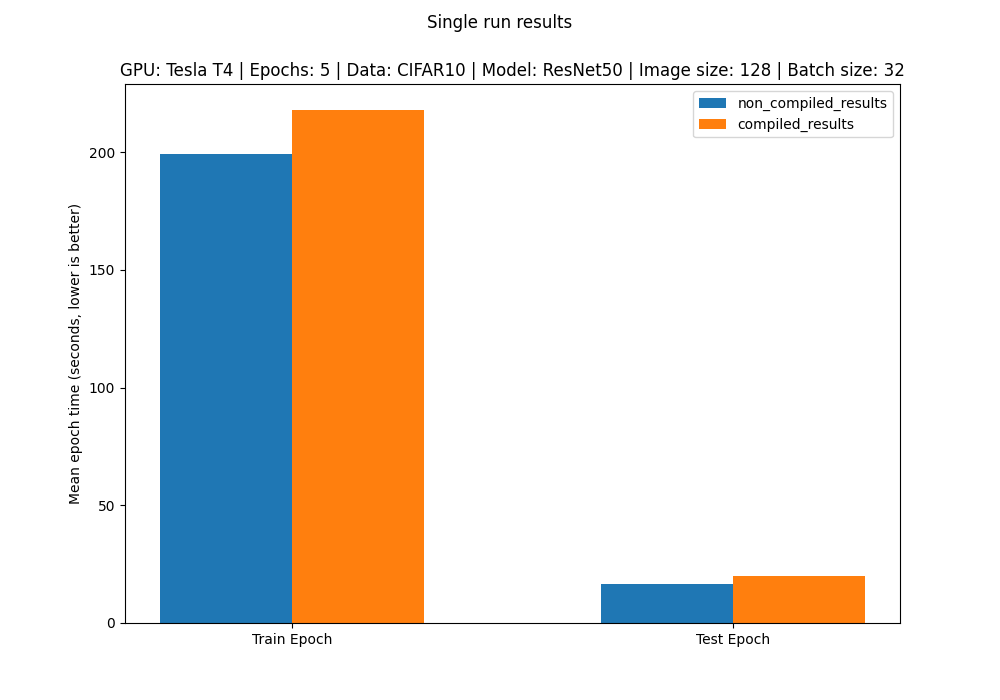 Single run results
GPU: Tesla T4 | Epochs: 5 | Data: CIFAR10 | Model: ResNet50 | Image size: 128 | Batch size: 32
non_compiled_results
compiled_results
Mean epoch time (seconds, lower is better)
200
150
100
50
0
Train Epoch
Test Epoch